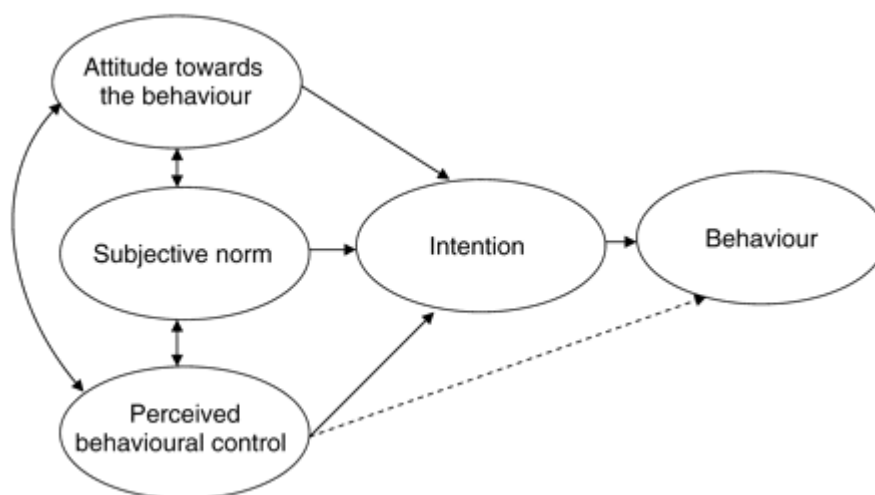 Attitude towards
the behaviour
Subjective norm
Intention
Behaviour
Perceived
behavioural control